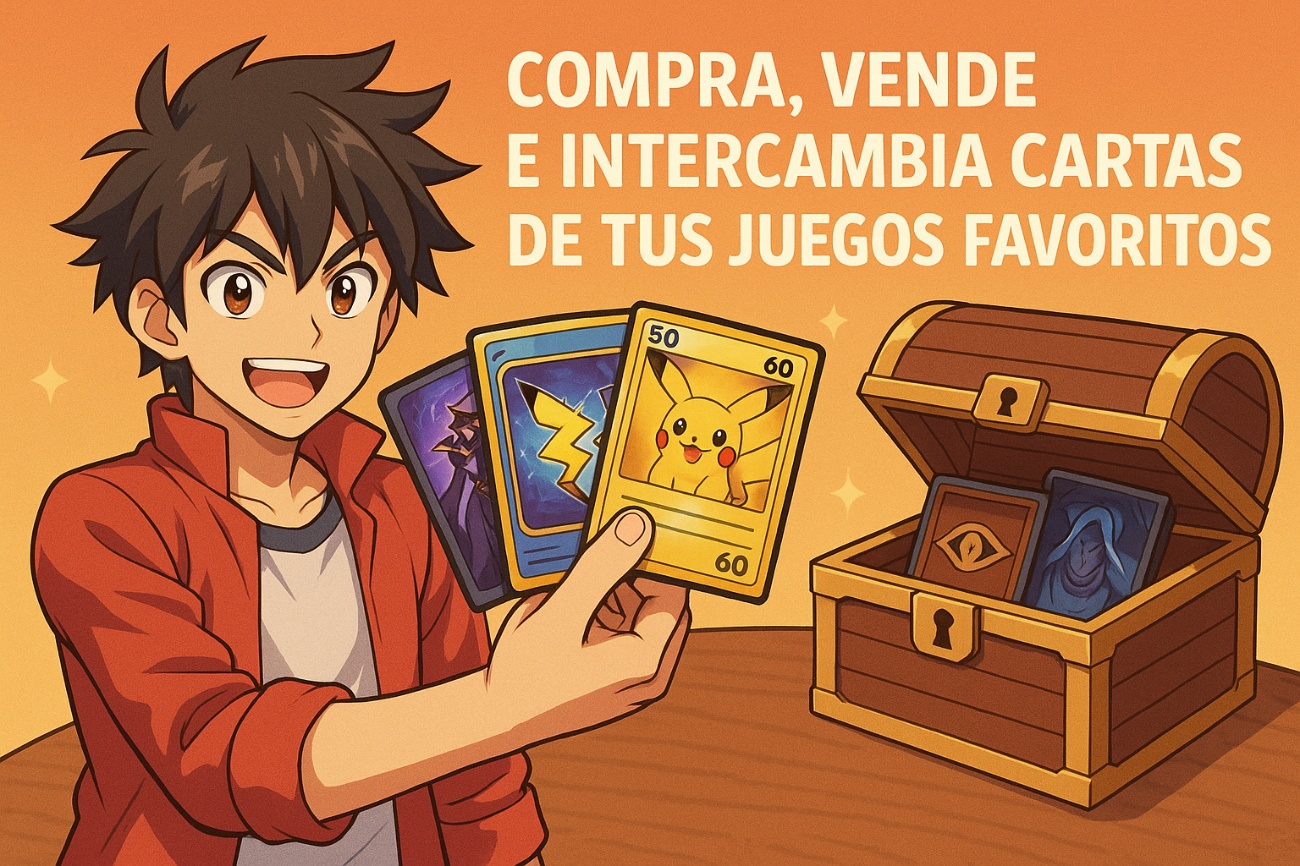 COMPRA, VENDE
E INTERCAMBIA CARTAS
DE TUS JUEGOS FAVORITOS
50
60
60